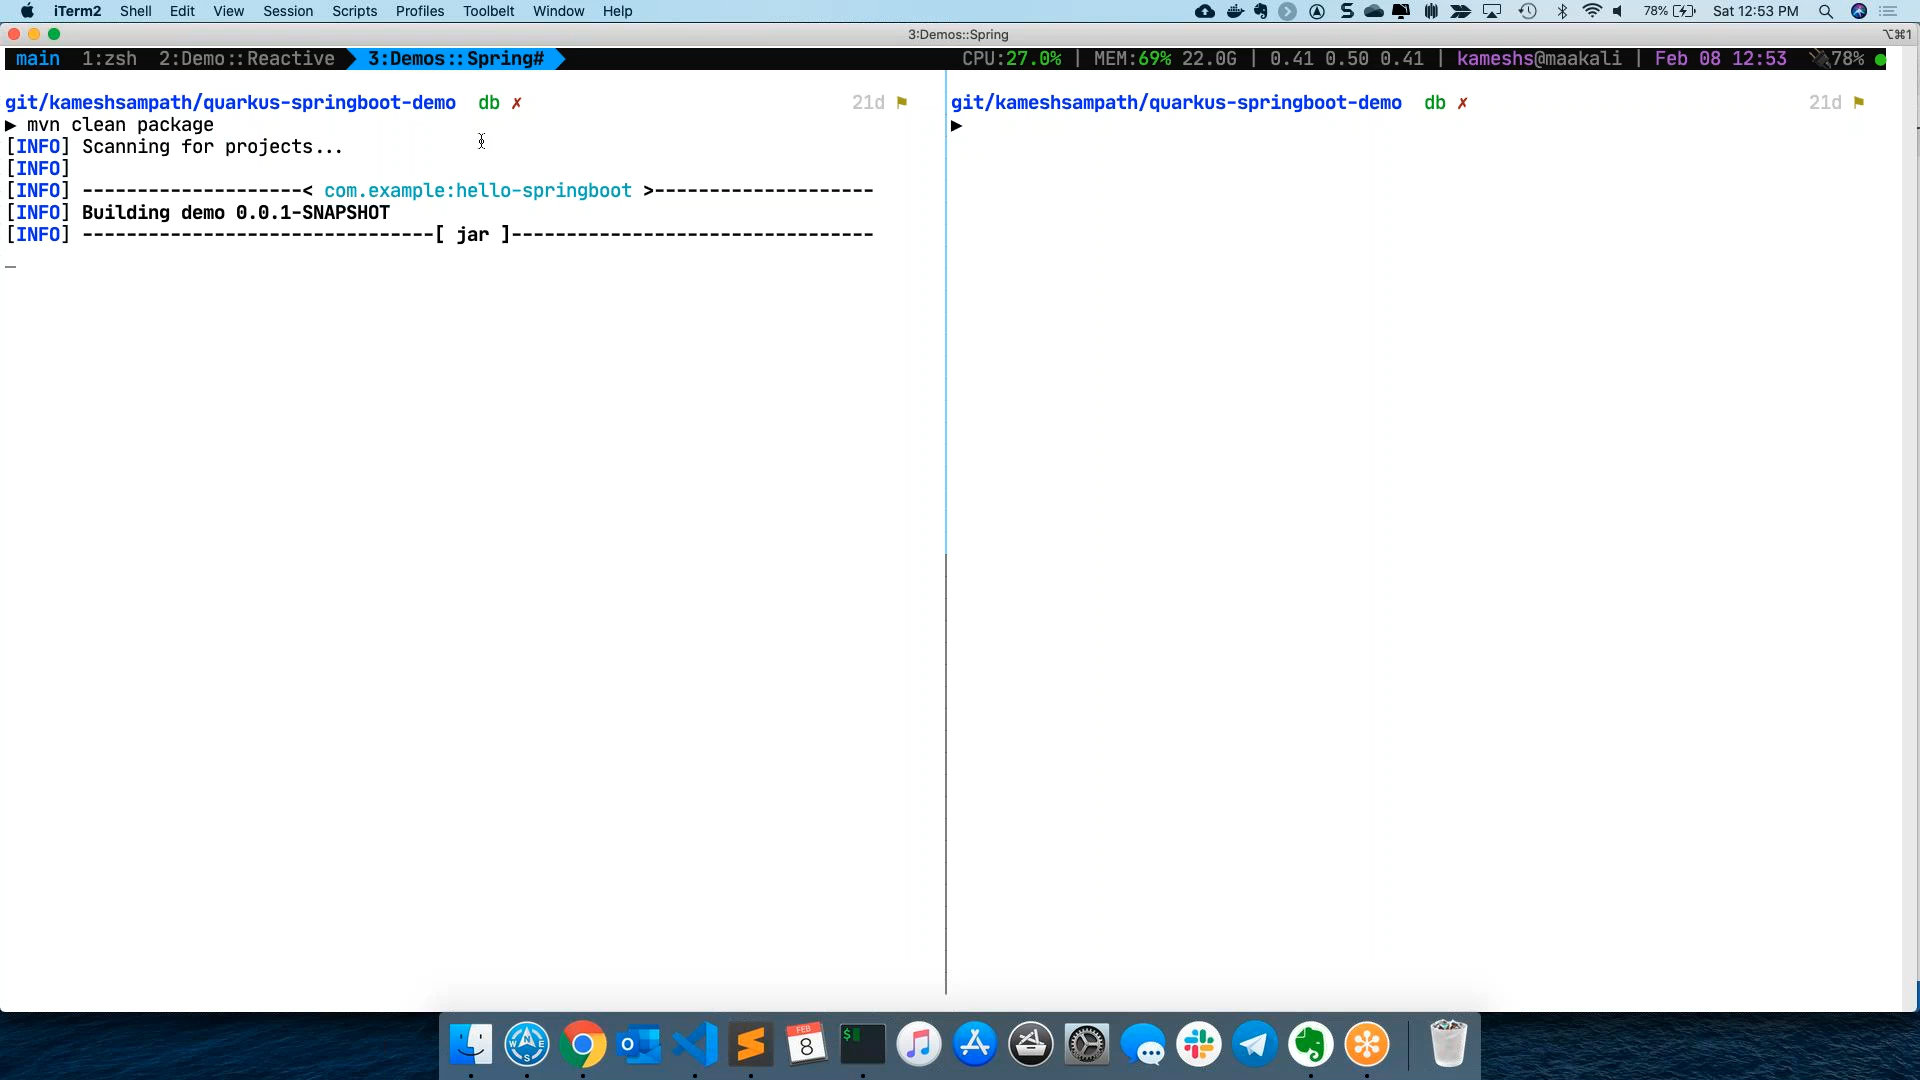 iTerm2 Shell Edit View Session Scripts Profiles Toolbelt Window Help 78% Sat 12:53 PM
3:Demos::Spring ⌥⌘1
main 1:zsh 2:Demo::Reactive 3:Demos::Spring# CPU:27.0% | MEM:69% 22.0G | 0.41 0.50 0.41 | kameshs@maakali | Feb 08 12:53 78%
git/kameshsampath/quarkus-springboot-demo db ✗ 21d
▶ mvn clean package
[INFO] Scanning for projects...
[INFO]
[INFO] --------------------< com.example:hello-springboot >--------------------
[INFO] Building demo 0.0.1-SNAPSHOT
[INFO] --------------------------------[ jar ]---------------------------------
git/kameshsampath/quarkus-springboot-demo db ✗ 21d
▶
FEB
8